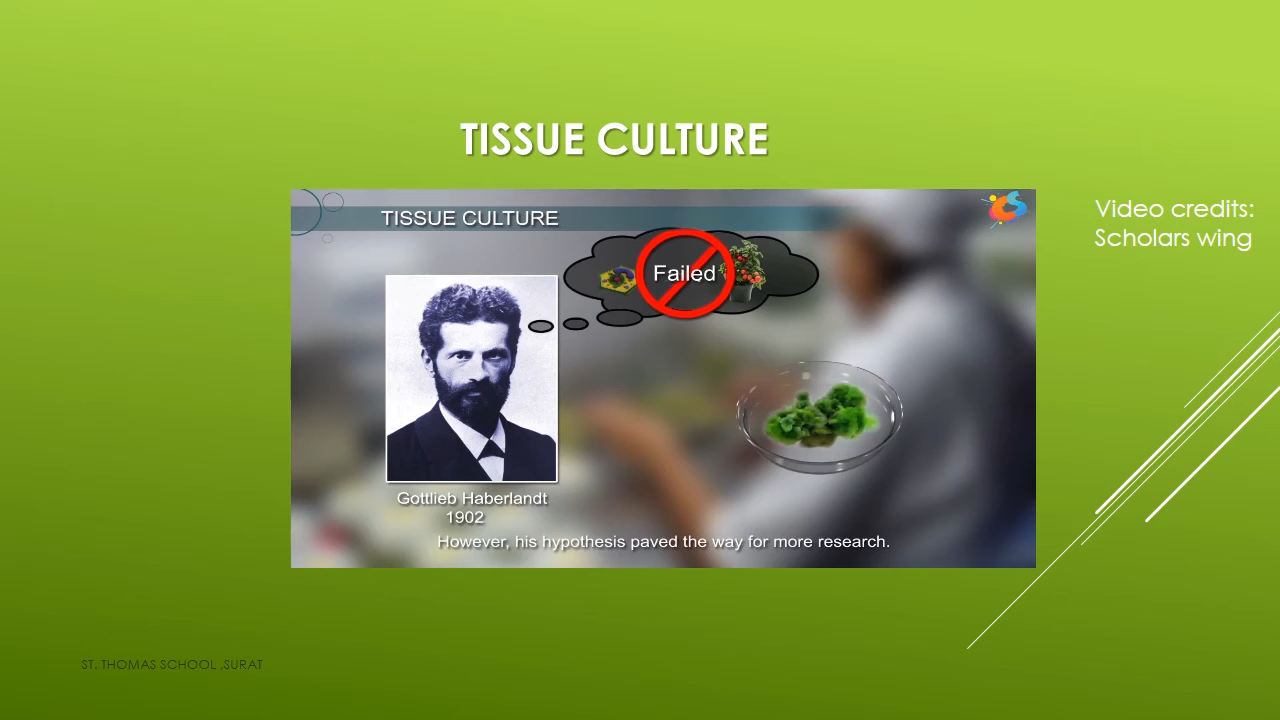 TISSUE CULTURE
TISSUE CULTURE
Failed
Gottlieb Haberlandt
1902
However, his hypothesis paved the way for more research.
Video credits:
Scholars wing
ST. THOMAS SCHOOL ,SURAT